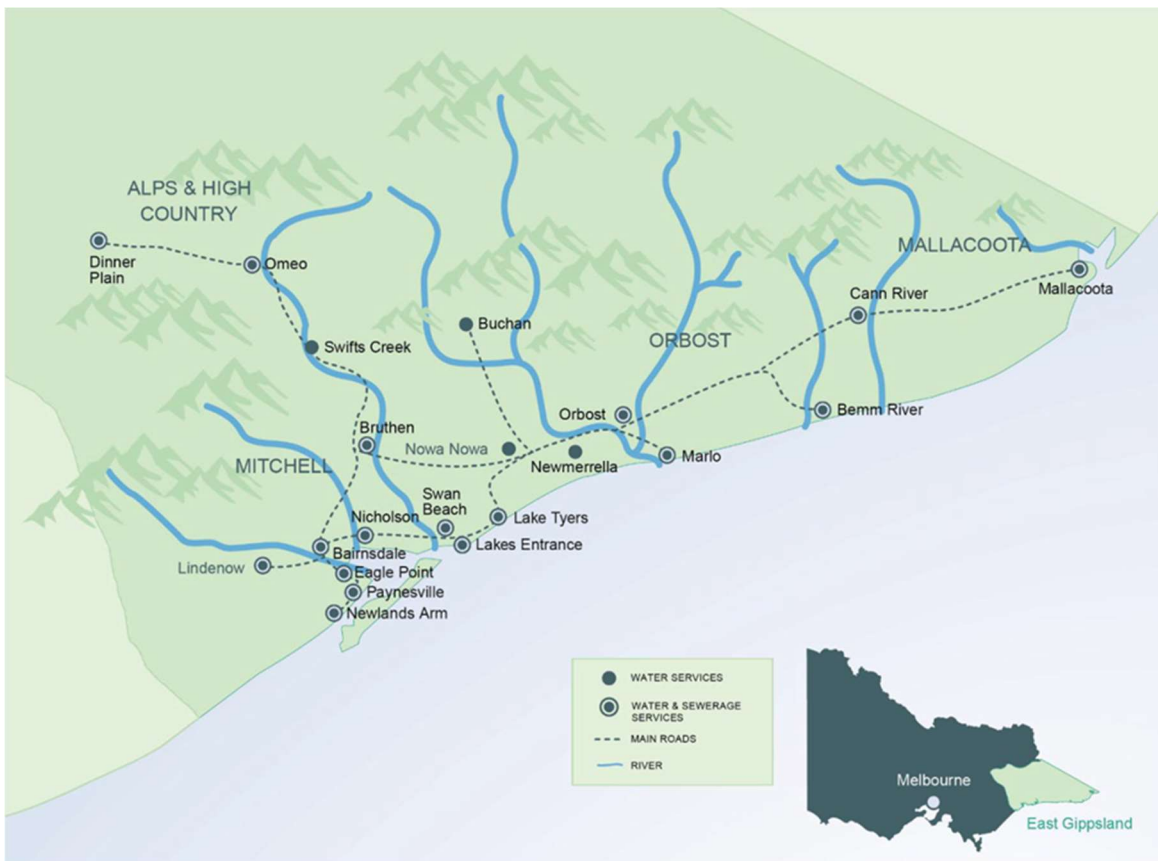 ALPS & HIGH
COUNTRY
Dinner
Plain
Omeo
MALLACOOTA
Mallacoota
Cann River
Buchan
Swifts Creek
ORBOST
Orbost
Bemm River
Bruthen
Nowa Nowa
Newmerrella
Marlo
MITCHELL
Swan
Beach
Nicholson
Lake Tyers
Lakes Entrance
Bairnsdale
Lindenow
Eagle Point
Paynesville
Newlands Arm
WATER SERVICES
WATER & SEWERAGE
SERVICES
MAIN ROADS
RIVER
Melbourne
East Gippsland